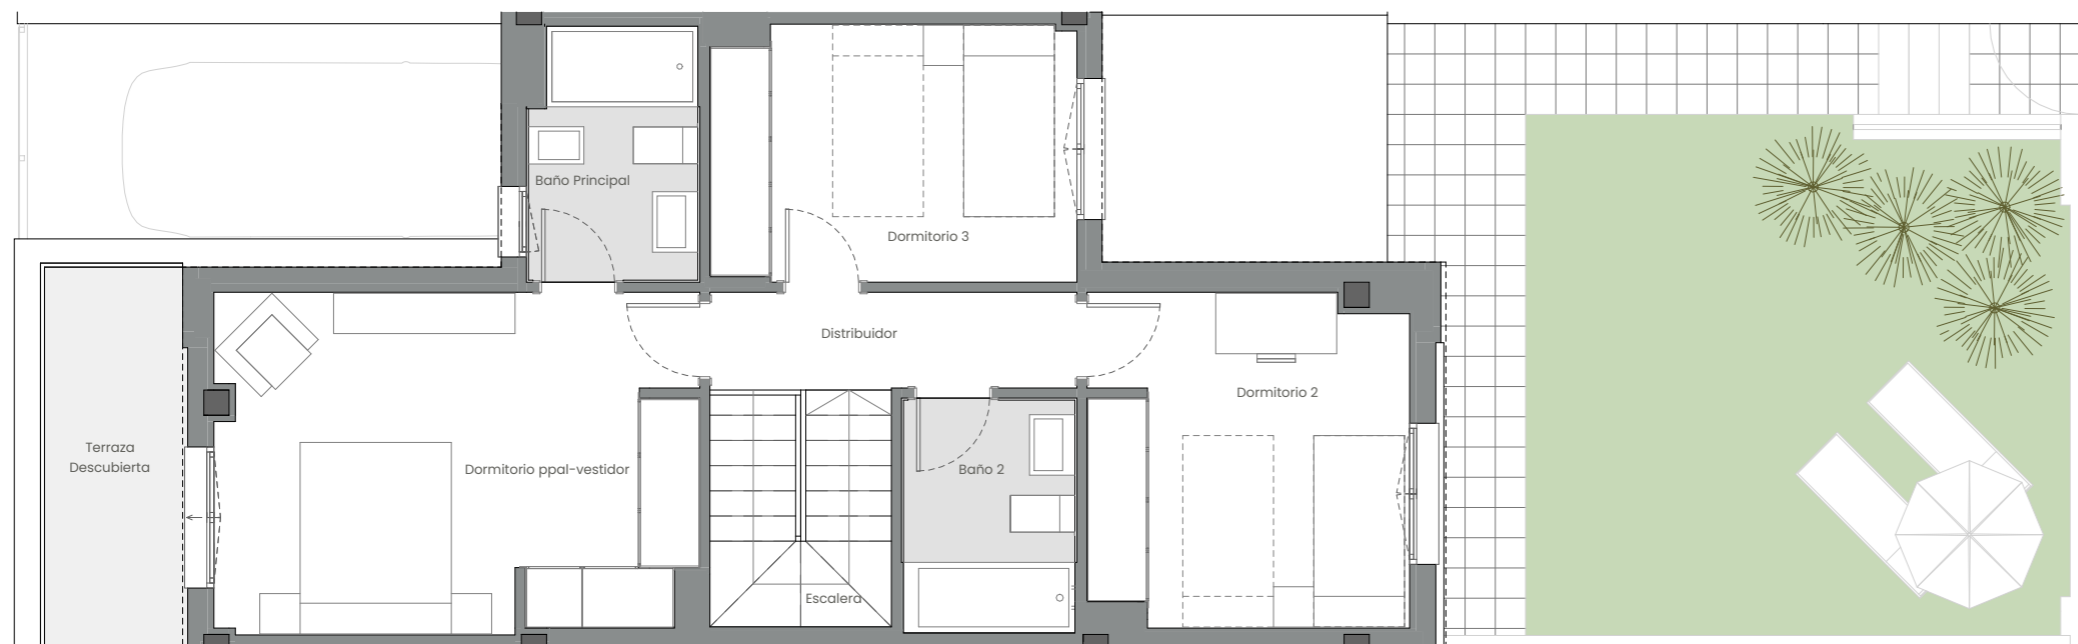 Baño Principal
Dormitorio 3
Distribuidor
Dormitorio 2
Terraza
Descubierta
Dormitorio ppal-vestidor
Baño 2
Escalera